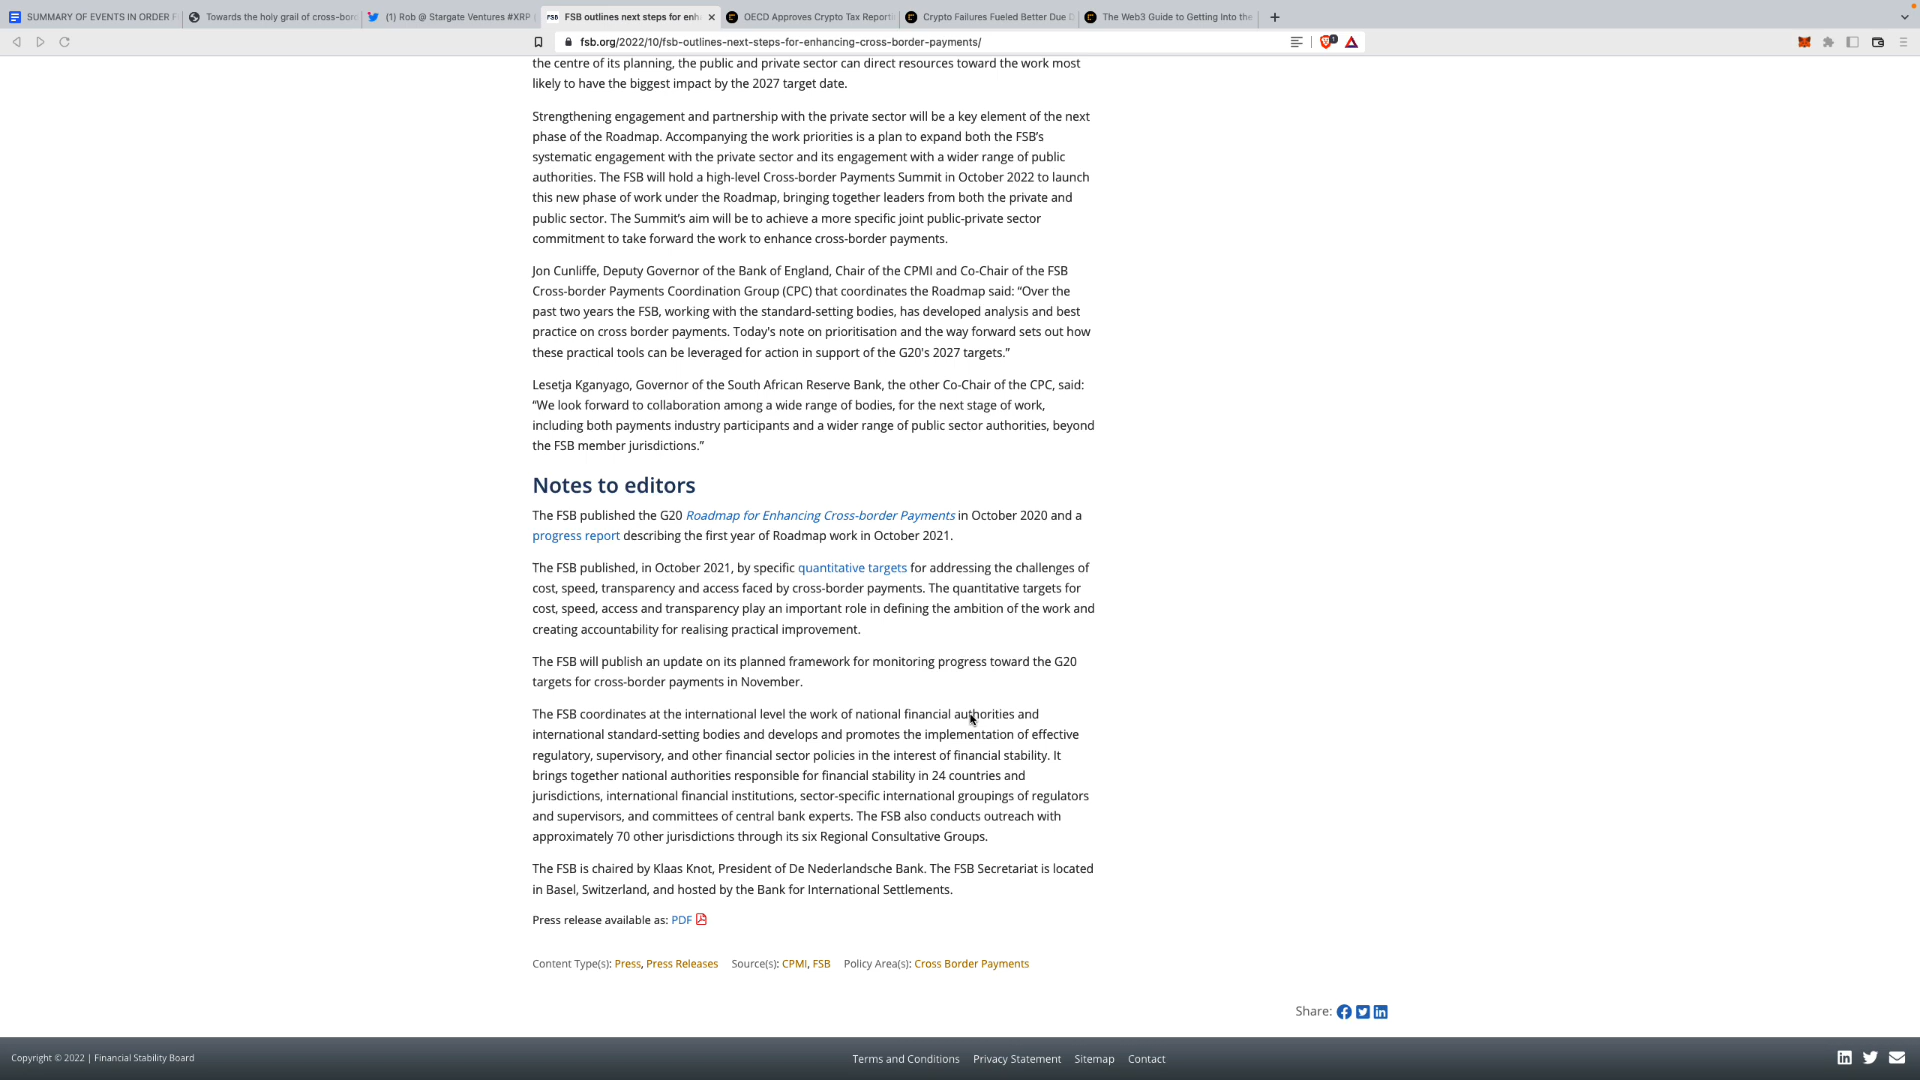 SUMMARY OF EVENTS IN ORDER F
Towards the holy grail of cross-bor
(1) Rob @ Stargate Ventures #XRP
FSB
FSB outlines next steps for enh
OECD Approves Crypto Tax Report
Crypto Failures Fueled Better Due D
The Web3 Guide to Getting Into the
fsb.org/2022/10/fsb-outlines-next-steps-for-enhancing-cross-border-payments/
1
the centre of its planning, the public and private sector can direct resources toward the work most
likely to have the biggest impact by the 2027 target date.
Strengthening engagement and partnership with the private sector will be a key element of the next
phase of the Roadmap. Accompanying the work priorities is a plan to expand both the FSB’s
systematic engagement with the private sector and its engagement with a wider range of public
authorities. The FSB will hold a high-level Cross-border Payments Summit in October 2022 to launch
this new phase of work under the Roadmap, bringing together leaders from both the private and
public sector. The Summit’s aim will be to achieve a more specific joint public-private sector
commitment to take forward the work to enhance cross-border payments.
Jon Cunliffe, Deputy Governor of the Bank of England, Chair of the CPMI and Co-Chair of the FSB
Cross-border Payments Coordination Group (CPC) that coordinates the Roadmap said: “Over the
past two years the FSB, working with the standard-setting bodies, has developed analysis and best
practice on cross border payments. Today's note on prioritisation and the way forward sets out how
these practical tools can be leveraged for action in support of the G20's 2027 targets.”
Lesetja Kganyago, Governor of the South African Reserve Bank, the other Co-Chair of the CPC, said:
“We look forward to collaboration among a wide range of bodies, for the next stage of work,
including both payments industry participants and a wider range of public sector authorities, beyond
the FSB member jurisdictions.”
Notes to editors
The FSB published the G20 Roadmap for Enhancing Cross-border Payments in October 2020 and a
progress report describing the first year of Roadmap work in October 2021.
The FSB published, in October 2021, by specific quantitative targets for addressing the challenges of
cost, speed, transparency and access faced by cross-border payments. The quantitative targets for
cost, speed, access and transparency play an important role in defining the ambition of the work and
creating accountability for realising practical improvement.
The FSB will publish an update on its planned framework for monitoring progress toward the G20
targets for cross-border payments in November.
The FSB coordinates at the international level the work of national financial authorities and
international standard-setting bodies and develops and promotes the implementation of effective
regulatory, supervisory, and other financial sector policies in the interest of financial stability. It
brings together national authorities responsible for financial stability in 24 countries and
jurisdictions, international financial institutions, sector-specific international groupings of regulators
and supervisors, and committees of central bank experts. The FSB also conducts outreach with
approximately 70 other jurisdictions through its six Regional Consultative Groups.
The FSB is chaired by Klaas Knot, President of De Nederlandsche Bank. The FSB Secretariat is located
in Basel, Switzerland, and hosted by the Bank for International Settlements.
Press release available as: PDF
Content Type(s): Press, Press Releases Source(s): CPMI, FSB Policy Area(s): Cross Border Payments
Share:
Copyright © 2022 | Financial Stability Board
Terms and Conditions Privacy Statement Sitemap Contact